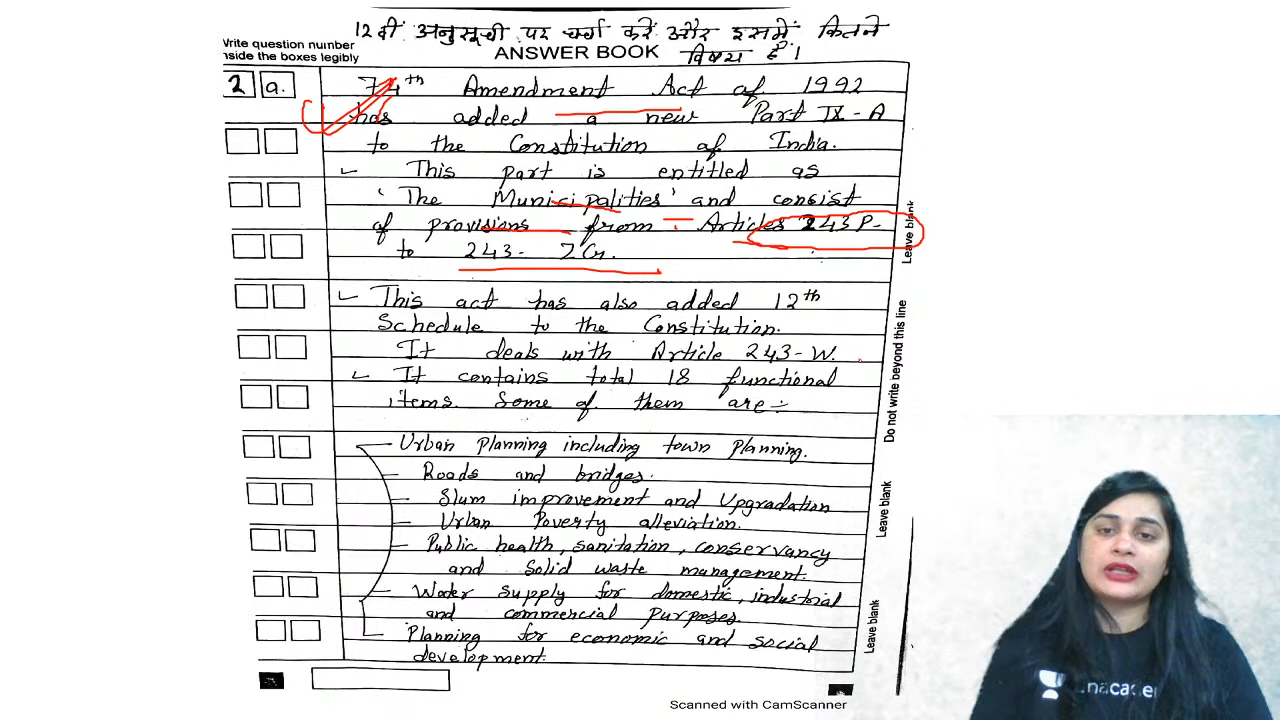 12वीं अनुसूची पर चर्चा करें और इसमें कितने
विषय हैं।
Write question number
inside the boxes legibly
ANSWER BOOK
2 a.
74th Amendment Act of 1992
has added a new Part IX-A
to the Constitution of India.
This part is entitled as
'The Municipalities' and consist
of provisions from Articles 243P-
to 243- ZG.
This act has also added 12th
Schedule to the Constitution.
It deals with Article 243-W.
It contains total 18 functional
items. Some of them are:-
- Urban Planning including town Planning.
- Roads and bridges.
- Slum improvement and Upgradation
- Urban Poverty alleviation.
- Public health, sanitation, conservancy
and Solid waste management.
- Water Supply for domestic, industrial
and commercial Purposes.
- Planning for economic and social
development.
Leave blank
Do not write beyond this line
Leave blank
Leave blank
unacademy
Scanned with CamScanner